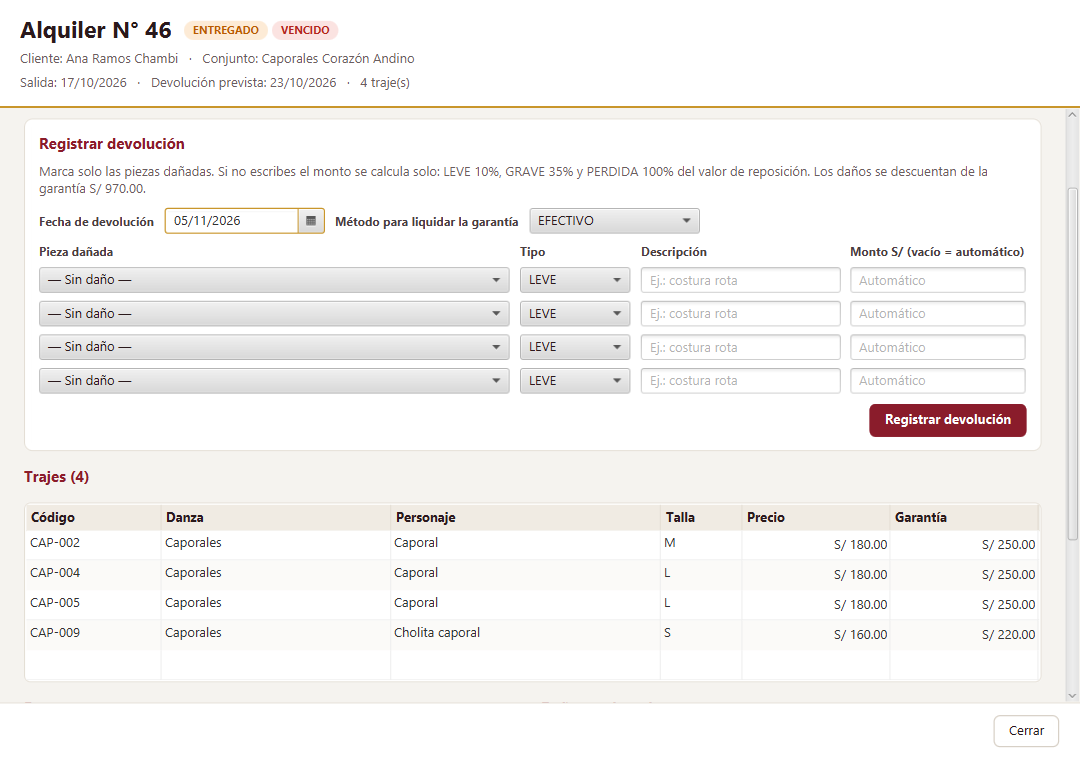 Alquiler N° 46 ENTREGADO VENCIDO
Cliente: Ana Ramos Chambi · Conjunto: Caporales Corazón Andino
Salida: 17/10/2026 · Devolución prevista: 23/10/2026 · 4 traje(s)
Registrar devolución
Marca solo las piezas dañadas. Si no escribes el monto se calcula solo: LEVE 10%, GRAVE 35% y PERDIDA 100% del valor de reposición. Los daños se descuentan de la
garantía S/ 970.00.
Fecha de devolución 05/11/2026 Método para liquidar la garantía EFECTIVO
Pieza dañada Tipo Descripción Monto S/ (vacío = automático)
— Sin daño — LEVE Ej.: costura rota Automático
— Sin daño — LEVE Ej.: costura rota Automático
— Sin daño — LEVE Ej.: costura rota Automático
— Sin daño — LEVE Ej.: costura rota Automático
Registrar devolución
Trajes (4)
Código Danza Personaje Talla Precio Garantía
CAP-002 Caporales Caporal M S/ 180.00 S/ 250.00
CAP-004 Caporales Caporal L S/ 180.00 S/ 250.00
CAP-005 Caporales Caporal L S/ 180.00 S/ 250.00
CAP-009 Caporales Cholita caporal S S/ 160.00 S/ 220.00
Cerrar